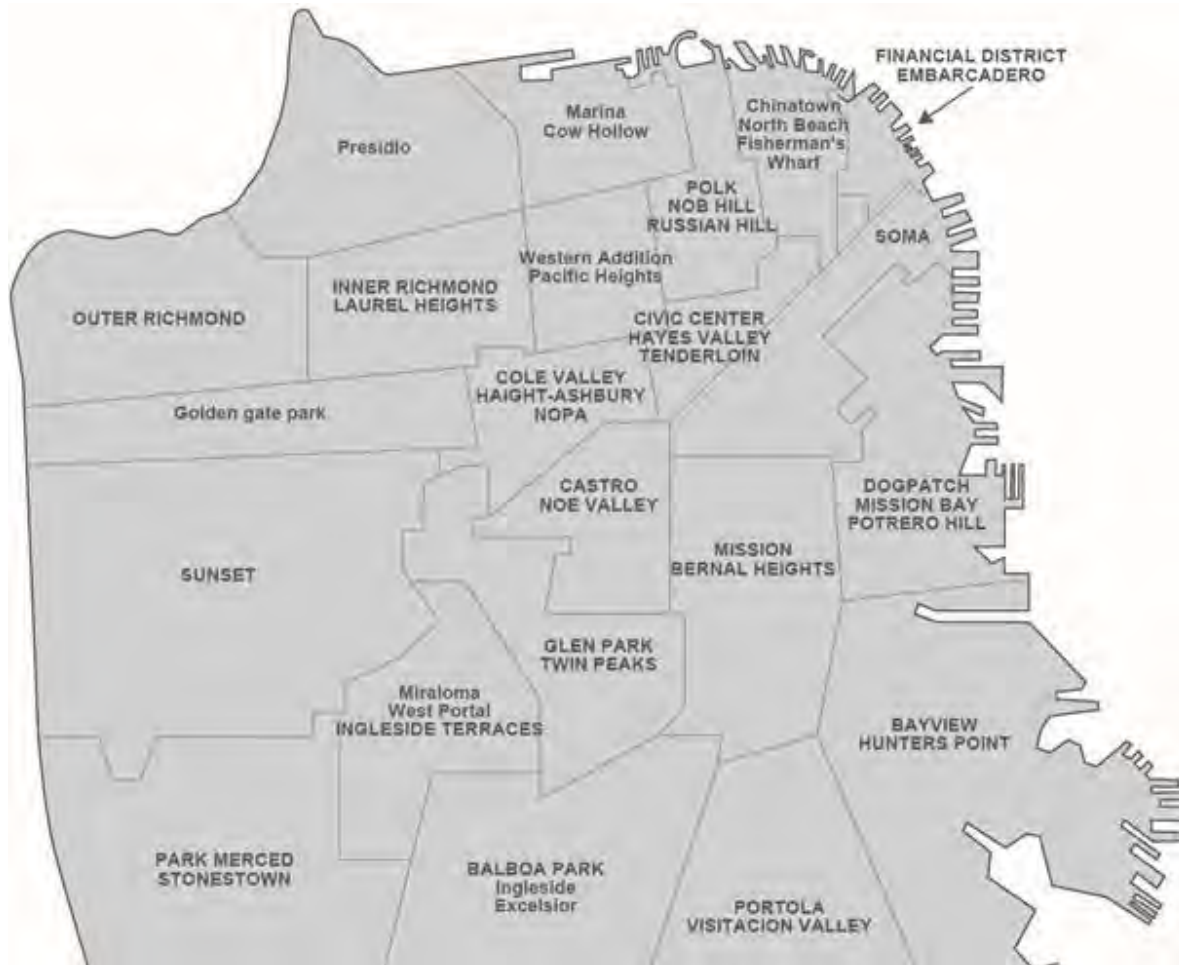 FINANCIAL DISTRICT
EMBARCADERO
Marina
Cow Hollow
Chinatown
North Beach
Fisherman's
Wharf
Presidio
POLK
NOB HILL
RUSSIAN HILL
SOMA
Western Addition
Pacific Heights
INNER RICHMOND
LAUREL HEIGHTS
OUTER RICHMOND
CIVIC CENTER
HAYES VALLEY
TENDERLOIN
COLE VALLEY
HAIGHT-ASHBURY
NOPA
Golden gate park
CASTRO
NOE VALLEY
DOGPATCH
MISSION BAY
POTRERO HILL
SUNSET
MISSION
BERNAL HEIGHTS
GLEN PARK
TWIN PEAKS
Miraloma
West Portal
INGLESIDE TERRACES
BAYVIEW
HUNTERS POINT
PARK MERCED
STONESTOWN
BALBOA PARK
Ingleside
Excelsior
PORTOLA
VISITACION VALLEY